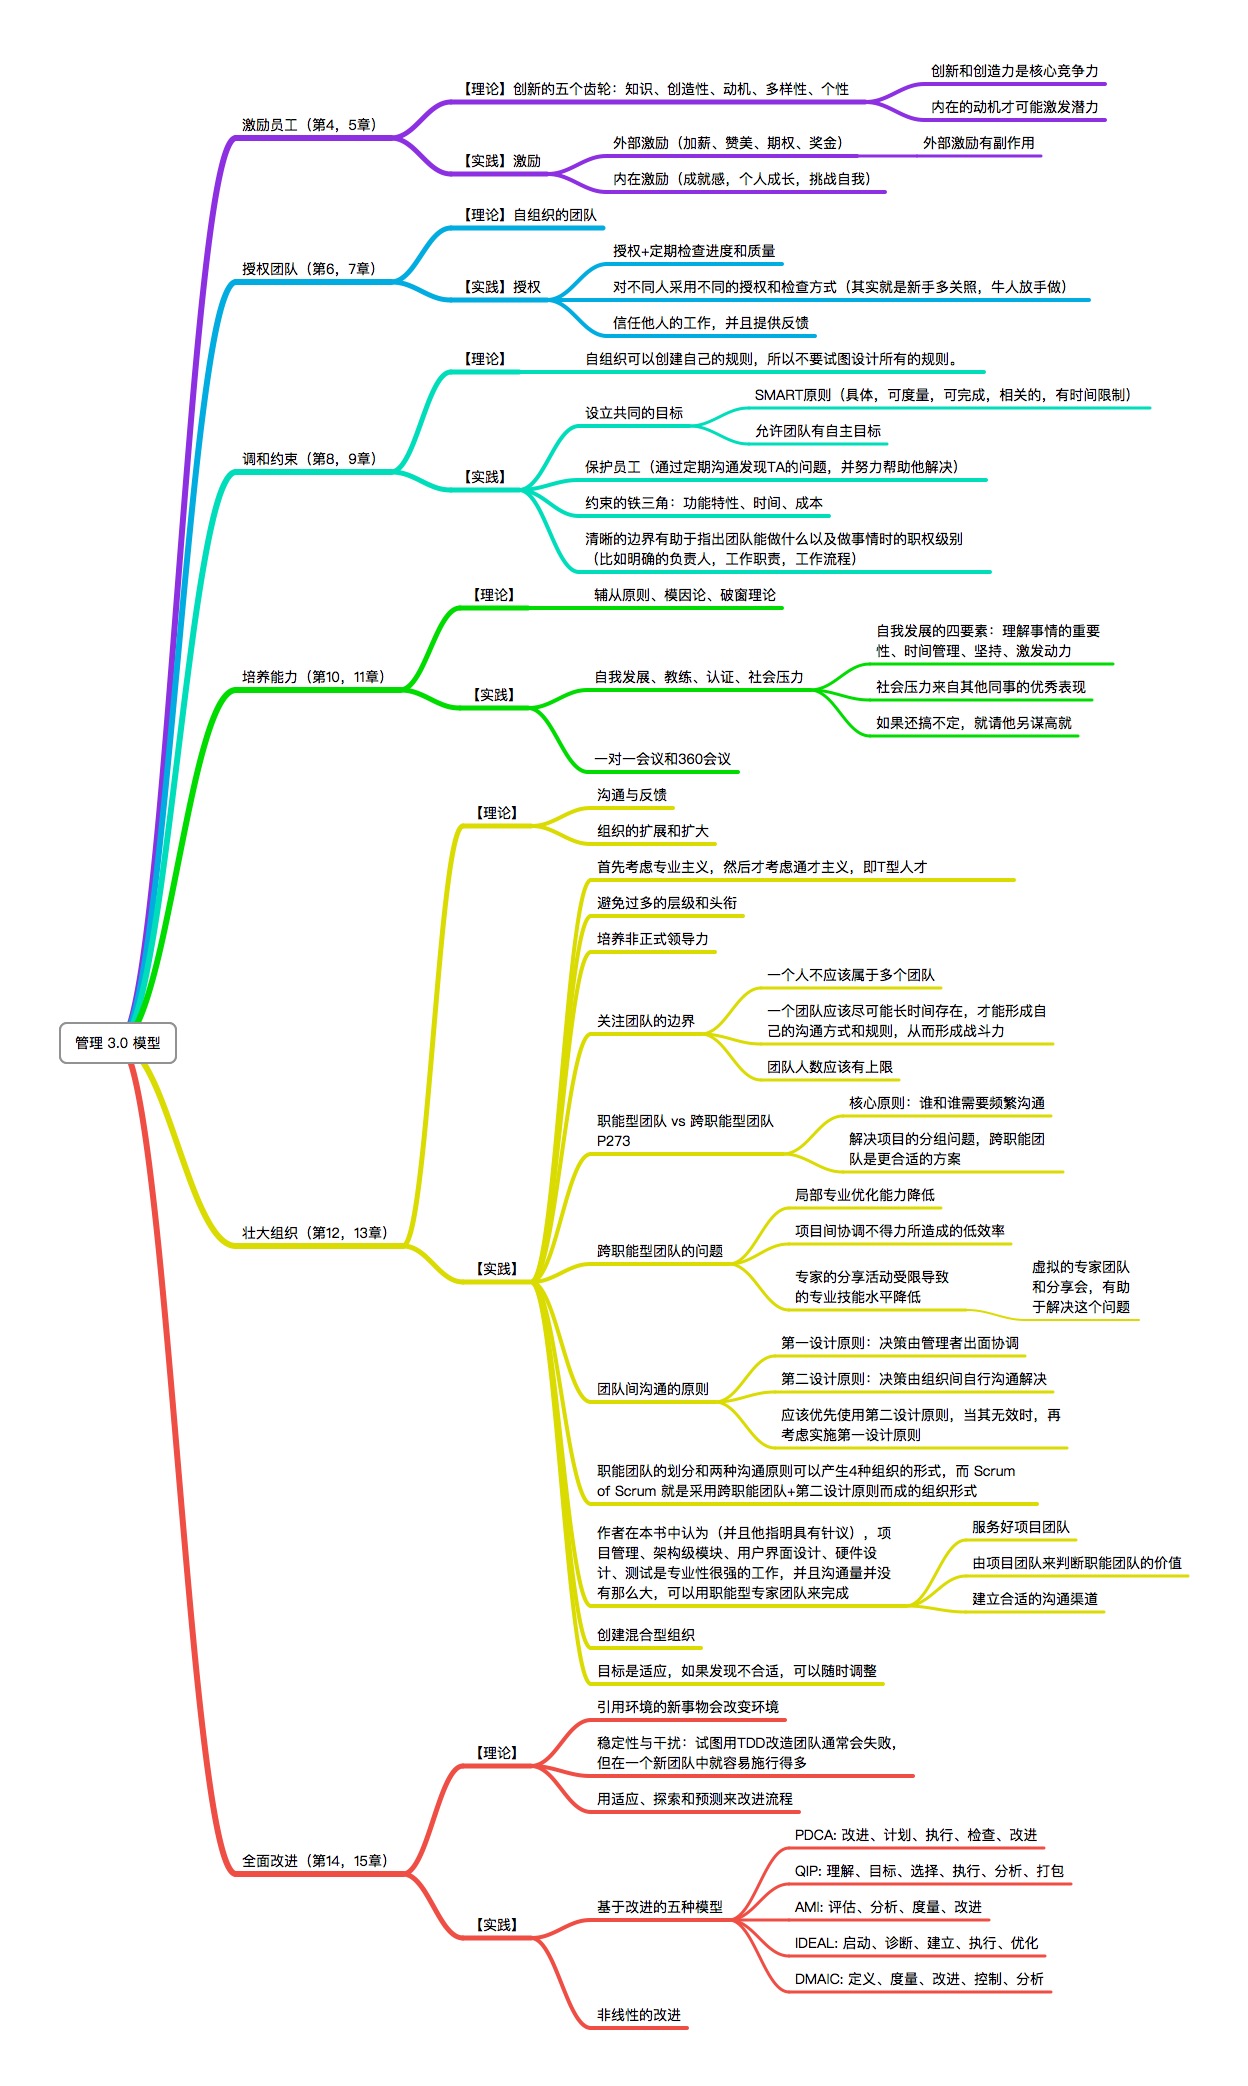 管理 3.0 模型
激励员工（第4，5章）
【理论】创新的五个齿轮：知识、创造性、动机、多样性、个性
创新和创造力是核心竞争力
内在的动机才可能激发潜力
【实践】激励
外部激励（加薪、赞美、期权、奖金）
外部激励有副作用
内在激励（成就感，个人成长，挑战自我）
授权团队（第6，7章）
【理论】自组织的团队
【实践】授权
授权+定期检查进度和质量
对不同人采用不同的授权和检查方式（其实就是新手多关照，牛人放手做）
信任他人的工作，并且提供反馈
调和约束（第8，9章）
【理论】
自组织可以创建自己的规则，所以不要试图设计所有的规则。
【实践】
设立共同的目标
SMART原则（具体，可度量，可完成，相关的，有时间限制）
允许团队有自主目标
保护员工（通过定期沟通发现TA的问题，并努力帮助他解决）
约束的铁三角：功能特性、时间、成本
清晰的边界有助于指出团队能做什么以及做事情时的职权级别
（比如明确的负责人，工作职责，工作流程）
培养能力（第10，11章）
【理论】
辅从原则、模因论、破窗理论
【实践】
自我发展、教练、认证、社会压力
自我发展的四要素：理解事情的重要
性、时间管理、坚持、激发动力
社会压力来自其他同事的优秀表现
如果还搞不定，就请他另谋高就
一对一会议和360会议
壮大组织（第12，13章）
【理论】
沟通与反馈
组织的扩展和扩大
【实践】
首先考虑专业主义，然后才考虑通才主义，即T型人才
避免过多的层级和头衔
培养非正式领导力
关注团队的边界
一个人不应该属于多个团队
一个团队应该尽可能长时间存在，才能形成自
己的沟通方式和规则，从而形成战斗力
团队人数应该有上限
职能型团队 vs 跨职能型团队
P273
核心原则：谁和谁需要频繁沟通
解决项目的分组问题，跨职能团
队是更合适的方案
跨职能型团队的问题
局部专业优化能力降低
项目间协调不得力所造成的低效率
专家的分享活动受限导致
的专业技能水平降低
虚拟的专家团队
和分享会，有助
于解决这个问题
团队间沟通的原则
第一设计原则：决策由管理者出面协调
第二设计原则：决策由组织间自行沟通解决
应该优先使用第二设计原则，当其无效时，再
考虑实施第一设计原则
职能团队的划分和两种沟通原则可以产生4种组织的形式，而 Scrum
of Scrum 就是采用跨职能团队+第二设计原则而成的组织形式
作者在本书中认为（并且他指明具有针议），项
目管理、架构级模块、用户界面设计、硬件设
计、测试是专业性很强的工作，并且沟通量并没
有那么大，可以用职能型专家团队来完成
服务好项目团队
由项目团队来判断职能团队的价值
建立合适的沟通渠道
创建混合型组织
目标是适应，如果发现不合适，可以随时调整
全面改进（第14，15章）
【理论】
引用环境的新事物会改变环境
稳定性与干扰：试图用TDD改造团队通常会失败，
但在一个新团队中就容易施行得多
用适应、探索和预测来改进流程
【实践】
基于改进的五种模型
PDCA: 改进、计划、执行、检查、改进
QIP: 理解、目标、选择、执行、分析、打包
AMI: 评估、分析、度量、改进
IDEAL: 启动、诊断、建立、执行、优化
DMAIC: 定义、度量、改进、控制、分析
非线性的改进